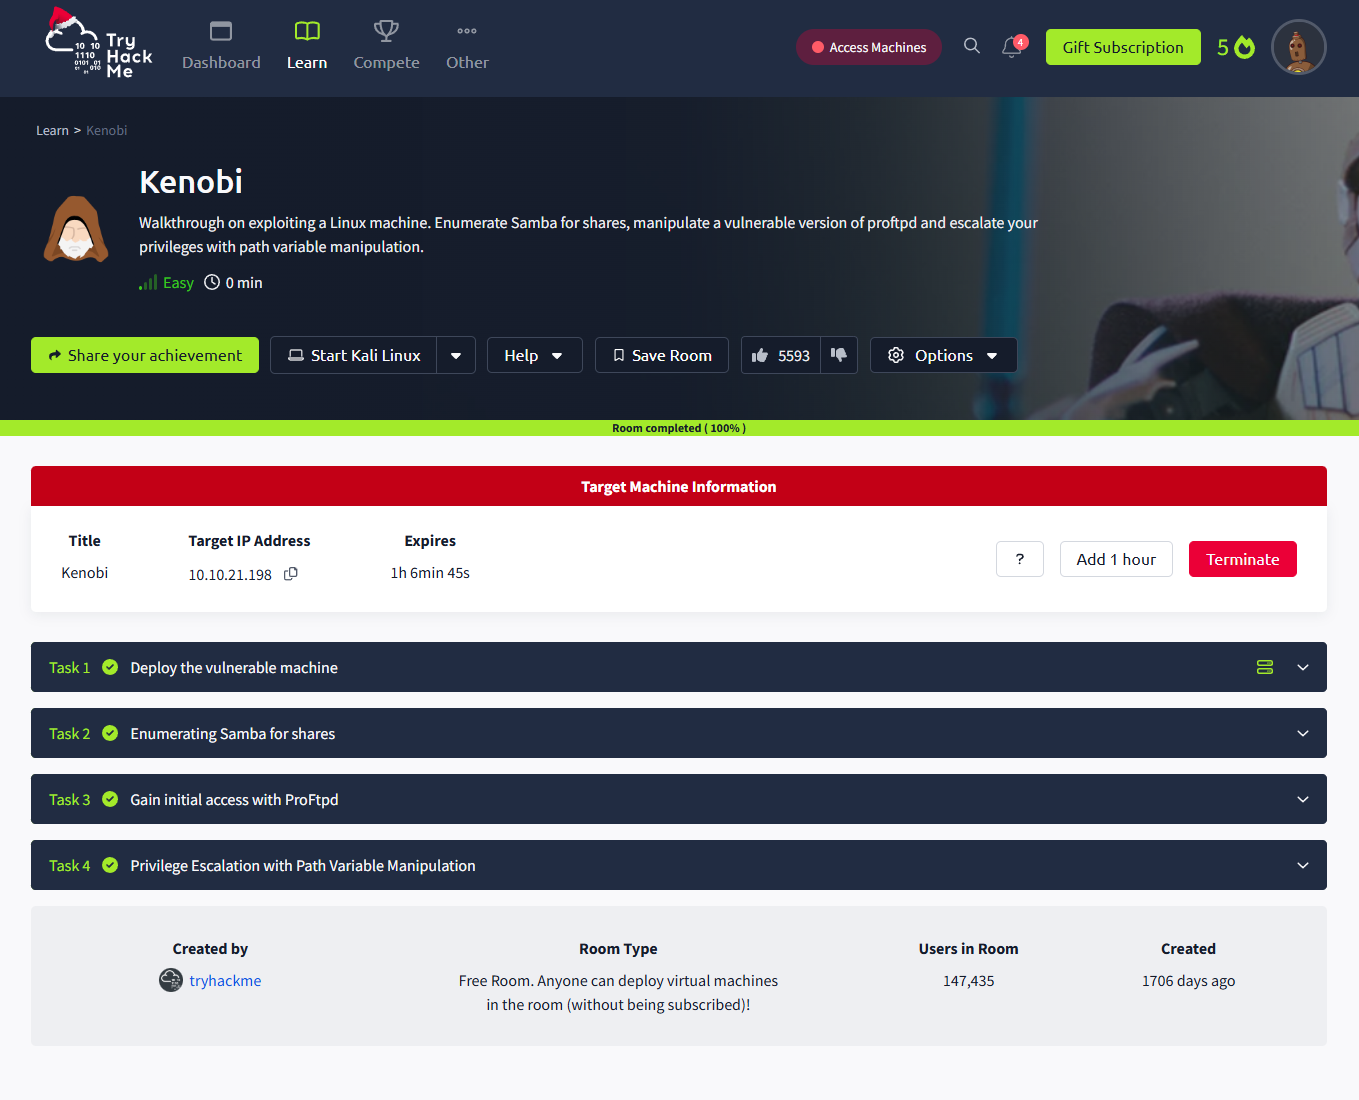 Try
Hack
Me
Dashboard
Learn
Compete
Other
Access Machines
4
Gift Subscription
5
Learn > Kenobi
Kenobi
Walkthrough on exploiting a Linux machine. Enumerate Samba for shares, manipulate a vulnerable version of proftpd and escalate your
privileges with path variable manipulation.
Easy 0 min
Share your achievement
Start Kali Linux
Help
Save Room
5593
Options
Room completed ( 100% )
Target Machine Information
Title
Target IP Address
Expires
Kenobi
10.10.21.198
1h 6min 45s
?
Add 1 hour
Terminate
Task 1 Deploy the vulnerable machine
Task 2 Enumerating Samba for shares
Task 3 Gain initial access with ProFtpd
Task 4 Privilege Escalation with Path Variable Manipulation
Created by
tryhackme
Room Type
Free Room. Anyone can deploy virtual machines
in the room (without being subscribed)!
Users in Room
147,435
Created
1706 days ago